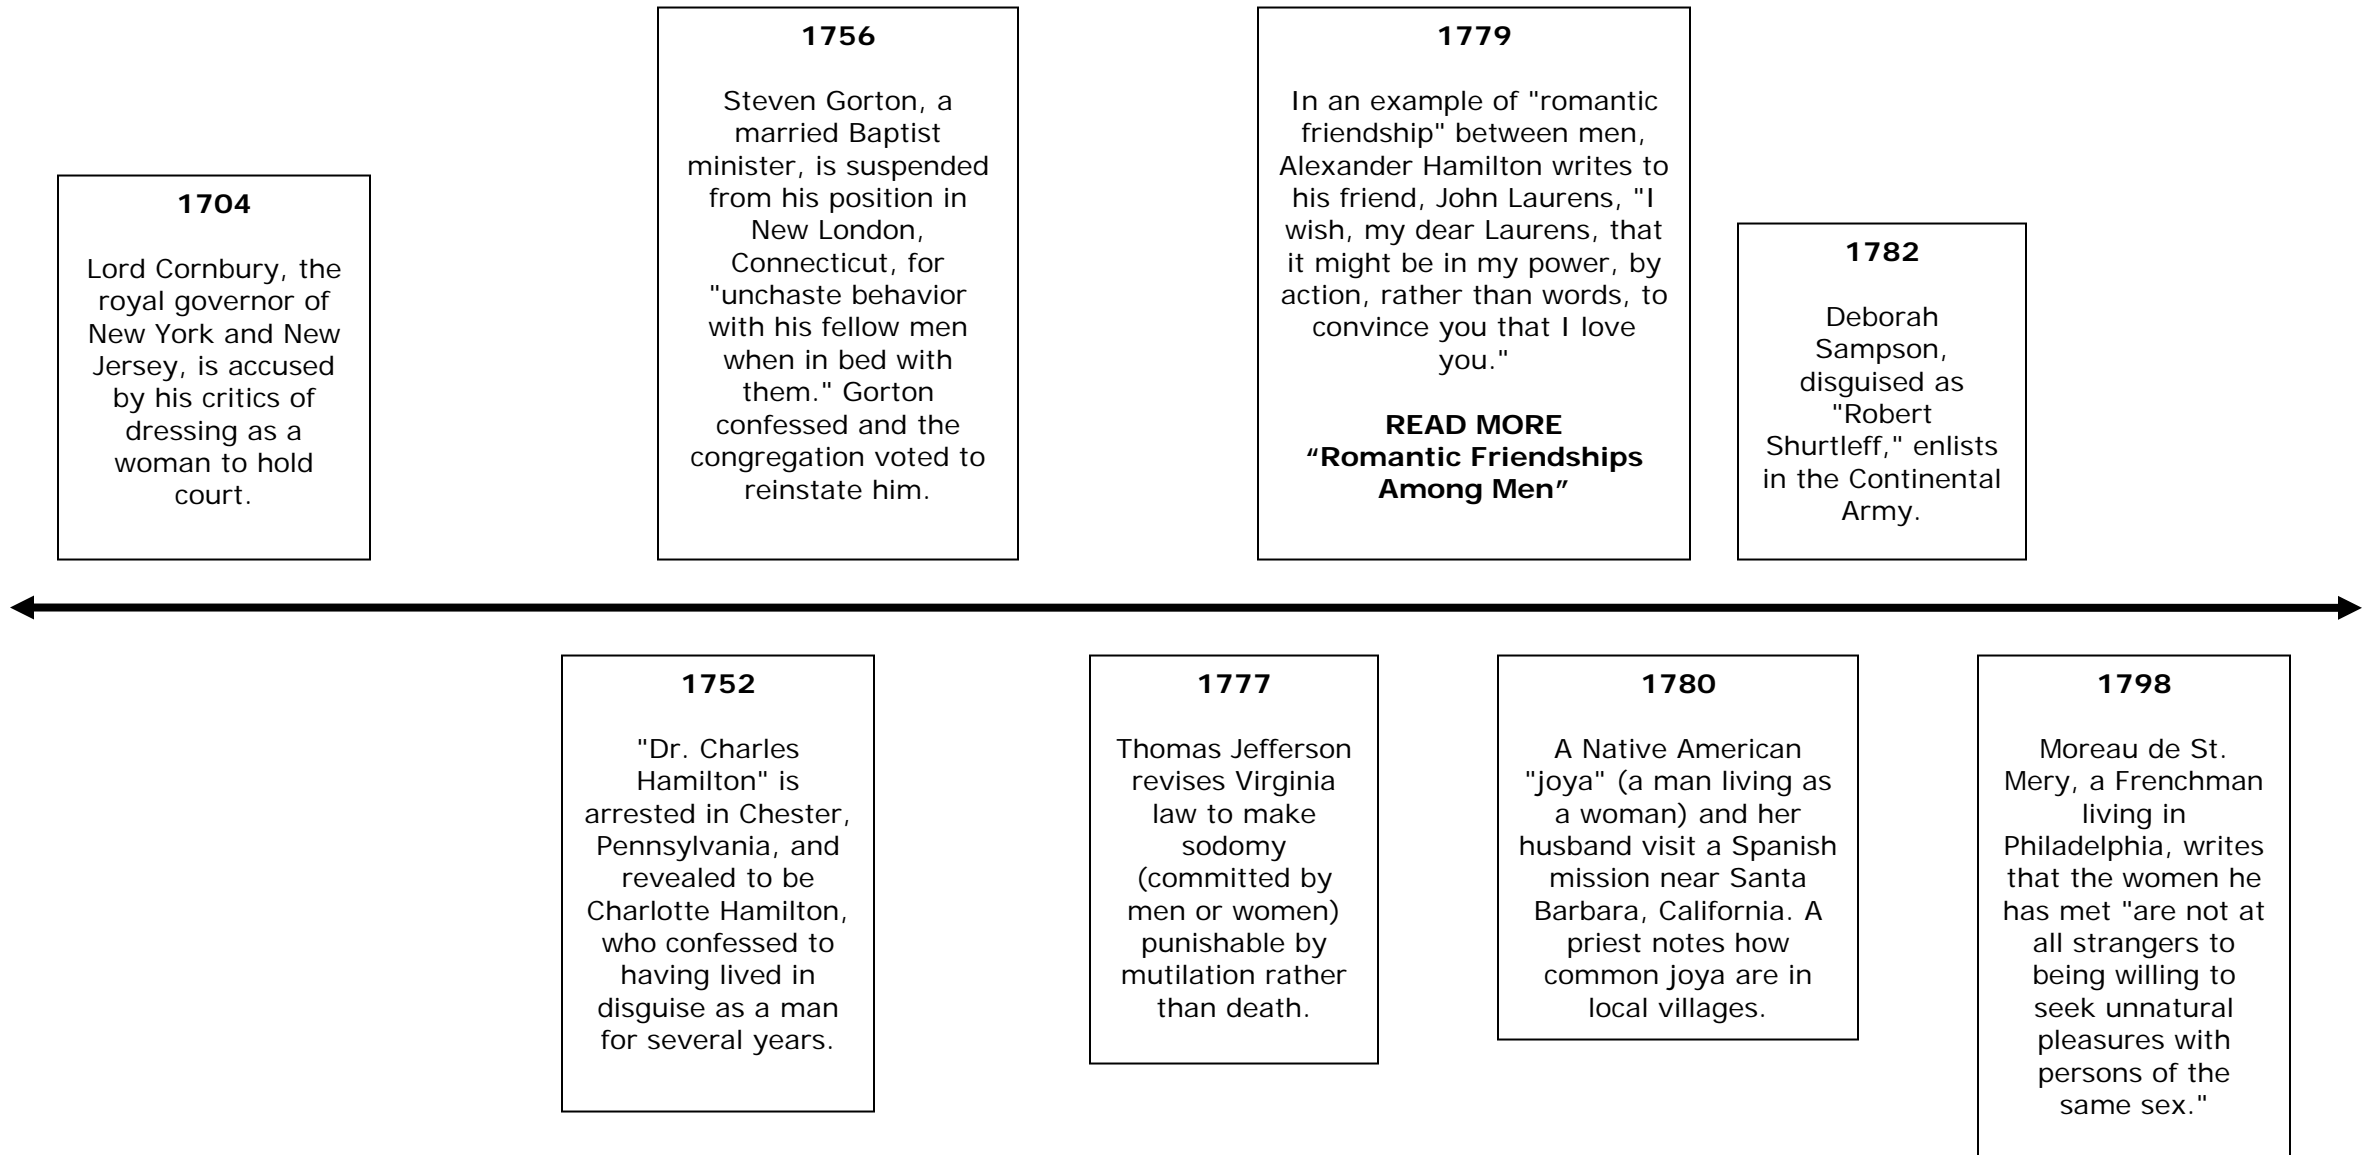 1704
Lord Cornbury, the
royal governor of
New York and New
Jersey, is accused
by his critics of
dressing as a
woman to hold
court.
1756
Steven Gorton, a
married Baptist
minister, is suspended
from his position in
New London,
Connecticut, for
"unchaste behavior
with his fellow men
when in bed with
them." Gorton
confessed and the
congregation voted to
reinstate him.
1779
In an example of "romantic
friendship" between men,
Alexander Hamilton writes to
his friend, John Laurens, "I
wish, my dear Laurens, that
it might be in my power, by
action, rather than words, to
convince you that I love
you."
READ MORE
“Romantic Friendships
Among Men”
1782
Deborah
Sampson,
disguised as
"Robert
Shurtleff," enlists
in the Continental
Army.
1752
"Dr. Charles
Hamilton" is
arrested in Chester,
Pennsylvania, and
revealed to be
Charlotte Hamilton,
who confessed to
having lived in
disguise as a man
for several years.
1777
Thomas Jefferson
revises Virginia
law to make
sodomy
(committed by
men or women)
punishable by
mutilation rather
than death.
1780
A Native American
"joya" (a man living as
a woman) and her
husband visit a Spanish
mission near Santa
Barbara, California. A
priest notes how
common joya are in
local villages.
1798
Moreau de St.
Mery, a Frenchman
living in
Philadelphia, writes
that the women he
has met "are not at
all strangers to
being willing to
seek unnatural
pleasures with
persons of the
same sex."